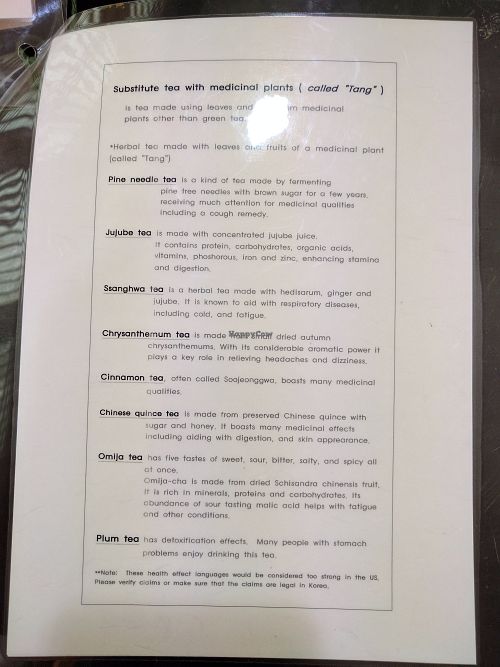 Substitute tea with medicinal plants ( called "Tang" )
is tea made using leaves and from medicinal
plants other than green tea.
*Herbal tea made with leaves and fruits of a medicinal plant
(called "Tang")
Pine needle tea is a kind of tea made by fermenting
pine tree needles with brown sugar for a few years,
receiving much attention for medicinal qualities
including a cough remedy.
Jujube tea is made with concentrated jujube juice.
It contains protein, carbohydrates, organic acids,
vitamins, phoshorous, iron and zinc, enhancing stamina
and digestion.
Ssanghwa tea is a herbal tea made with hedisarum, ginger and
jujube. It is known to aid with respiratory diseases,
including cold, and fatigue.
Chrysanthemum tea is made from small dried autumn
HappyCow
chrysanthemums. With its considerable aromatic power it
plays a key role in relieving headaches and dizziness.
Cinnamon tea, often called Soojeonggwa, boasts many medicinal
qualities.
Chinese quince tea is made from preserved Chinese quince with
sugar and honey. It boasts many medicinal effects
including aiding with digestion, and skin apprearance.
Omija tea has five tastes of sweet, sour, bitter, salty, and spicy all
at once.
Omija-cha is made from dried Schisandra chinensis fruit.
It is rich in minerals, proteins and carbohydrates. Its
abundance of sour tasting malic acid helps with fatigue
and other conditions.
Plum tea has detoxification effects. Many people with stomach
problems enjoy drinking this tea.
**Note: These health effect languages would be considered too strong in the US.
Please verify claims or make sure that the claims are legal in Korea.